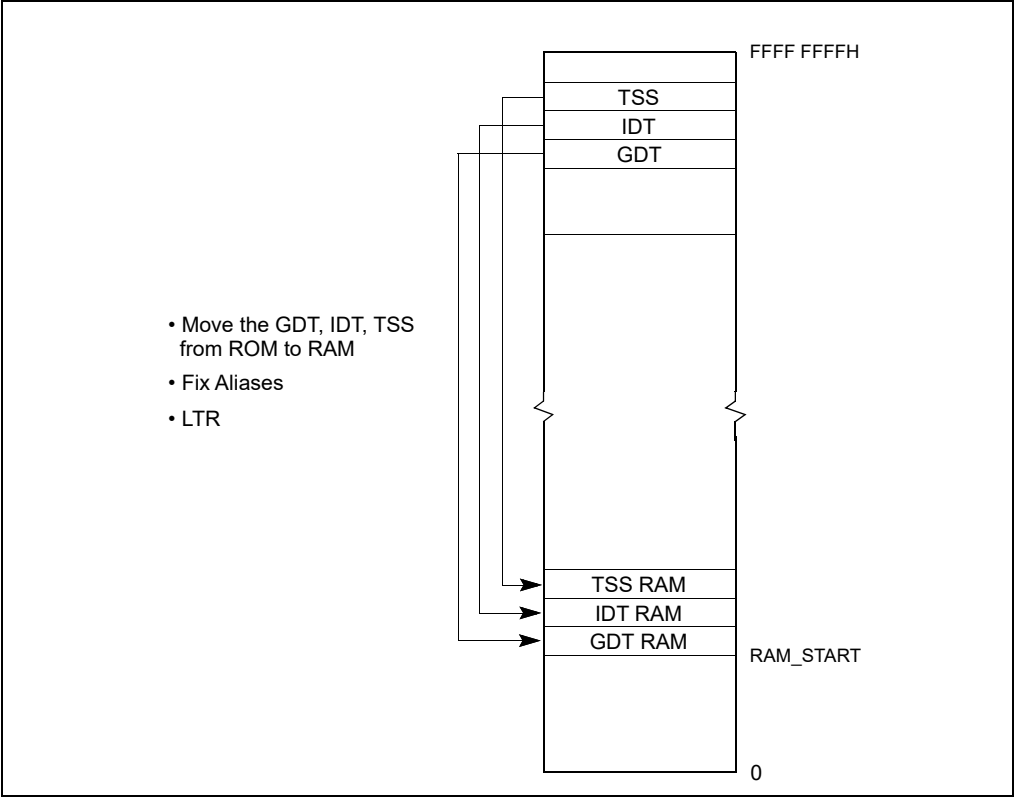 FFFF FFFFH
TSS
IDT
GDT
• Move the GDT, IDT, TSS
from ROM to RAM
• Fix Aliases
• LTR
TSS RAM
IDT RAM
GDT RAM
RAM_START
0